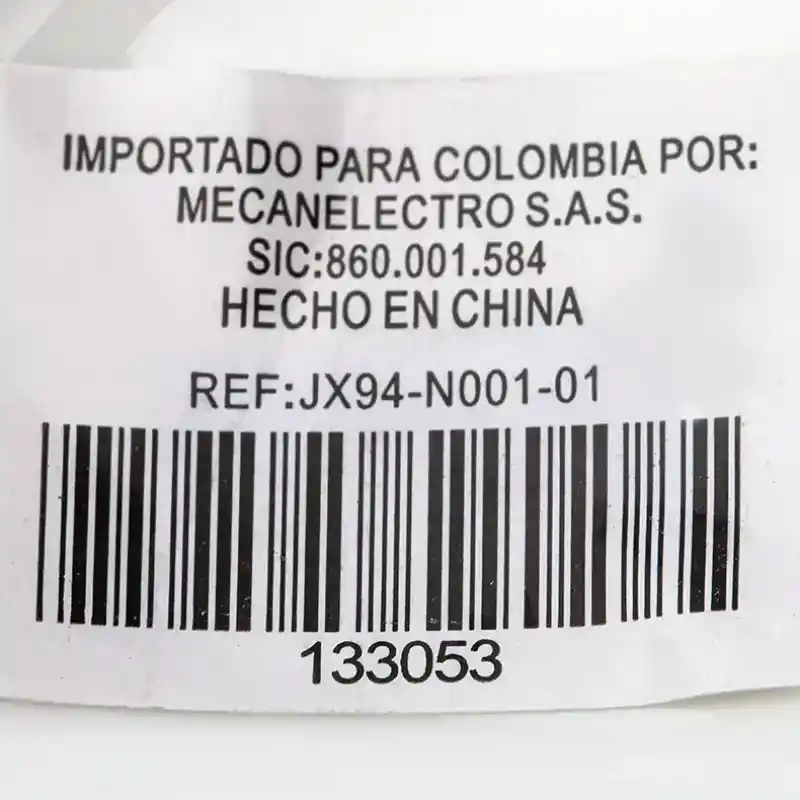 IMPORTADO PARA COLOMBIA POR:
MECANELECTRO S.A.S.
SIC:860.001.584
HECHO EN CHINA
REF:JX94-N001-01
133053